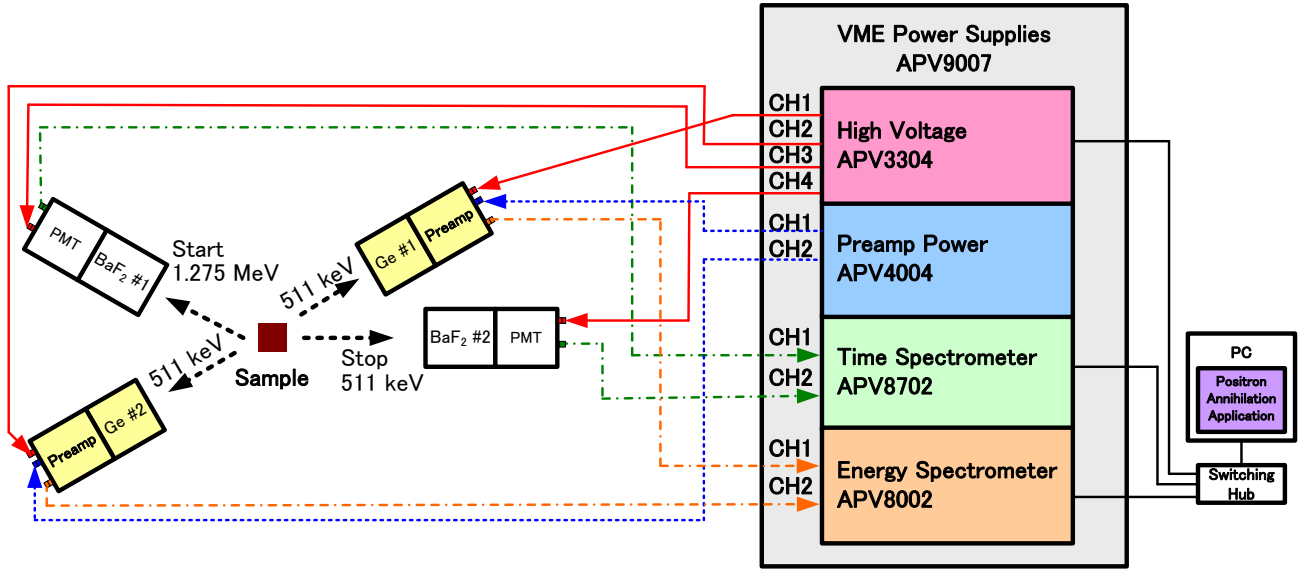 VME Power Supplies
APV9007
CH1
CH2
CH3
CH4
High Voltage
APV3304
CH1
CH2
Preamp Power
APV4004
CH1
CH2
Time Spectrometer
APV8702
CH1
CH2
Energy Spectrometer
APV8002
PMT
BaF₂ #1
Start
1.275 MeV
Ge #1
Preamp
511 keV
BaF₂ #2
PMT
Stop
511 keV
Sample
511 keV
Preamp
Ge #2
PC
Positron
Annihilation
Application
Switching
Hub